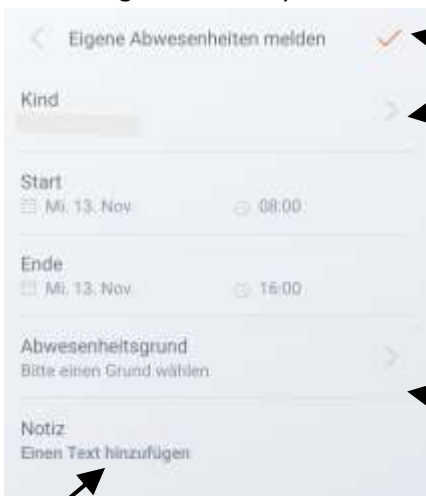 Eigene Abwesenheiten melden
Kind
Start
Mi. 13. Nov. 08:00
Ende
Mi. 13. Nov. 16:00
Abwesenheitsgrund
Bitte einen Grund wählen
Notiz
Einen Text hinzufügen